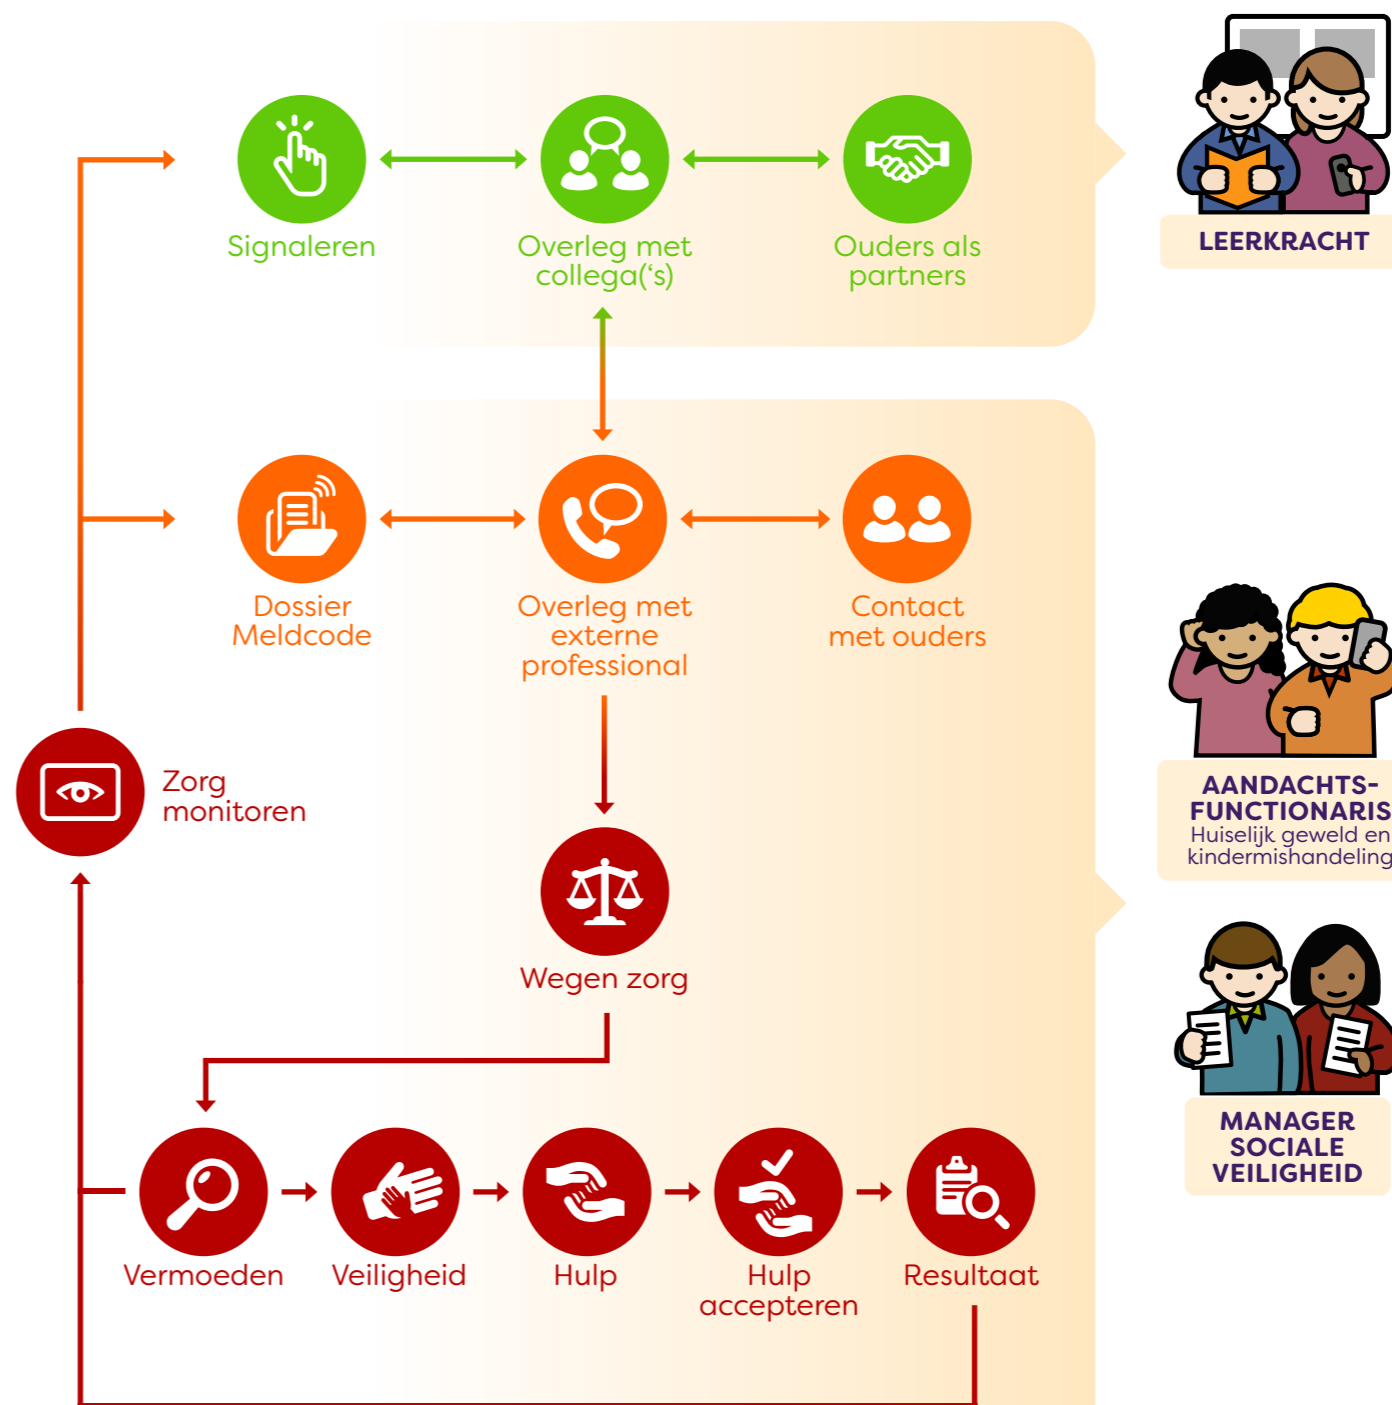 LEERKRACHT
Signaleren
Overleg met
collega(‘s)
Ouders als
partners
Dossier
Meldcode
Overleg met
externe
professional
Contact
met ouders
Zorg
monitoren
AANDACHTS-
FUNCTIONARIS
Huiselijk geweld en
kindermishandeling
Wegen zorg
MANAGER
SOCIALE
VEILIGHEID
Vermoeden
Veiligheid
Hulp
Hulp
accepteren
Resultaat